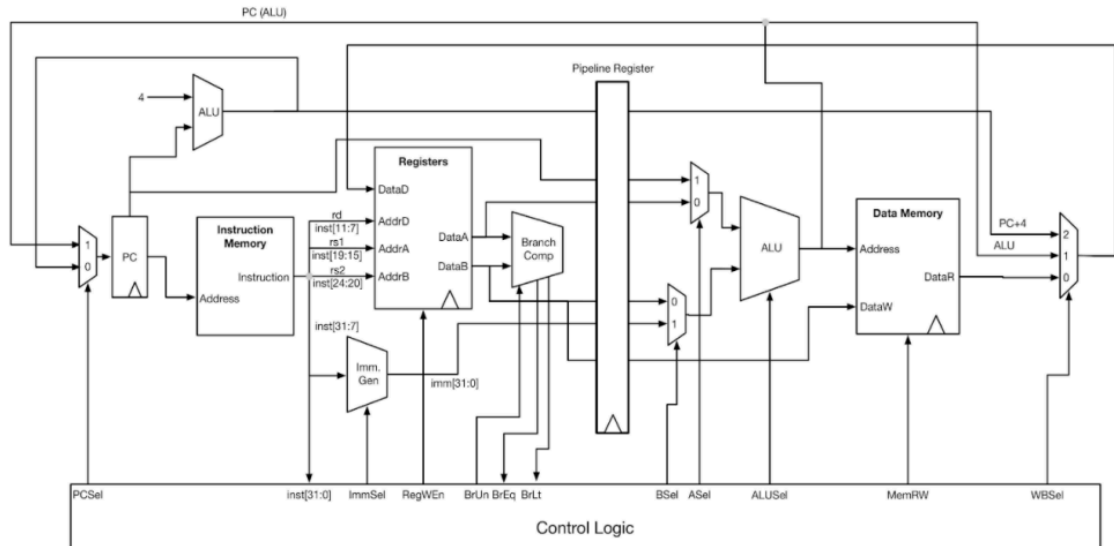 PC (ALU)
Pipeline Register
4
ALU
Registers
DataD
1
0
rd
inst[11:7]
AddrD
rs1
inst[19:15]
AddrA
rs2
inst[24:20]
AddrB
DataA
DataB
Branch
Comp
Instruction
Memory
Instruction
Address
1
0
PC
ALU
Data Memory
Address
DataR
DataW
PC+4
ALU
2
1
0
inst[31:7]
Imm.
Gen
imm[31:0]
0
1
PCSel
inst[31:0]
ImmSel
RegWEn
BrUn
BrEq
BrLt
BSel
ASel
ALUSel
MemRW
WBSel
Control Logic